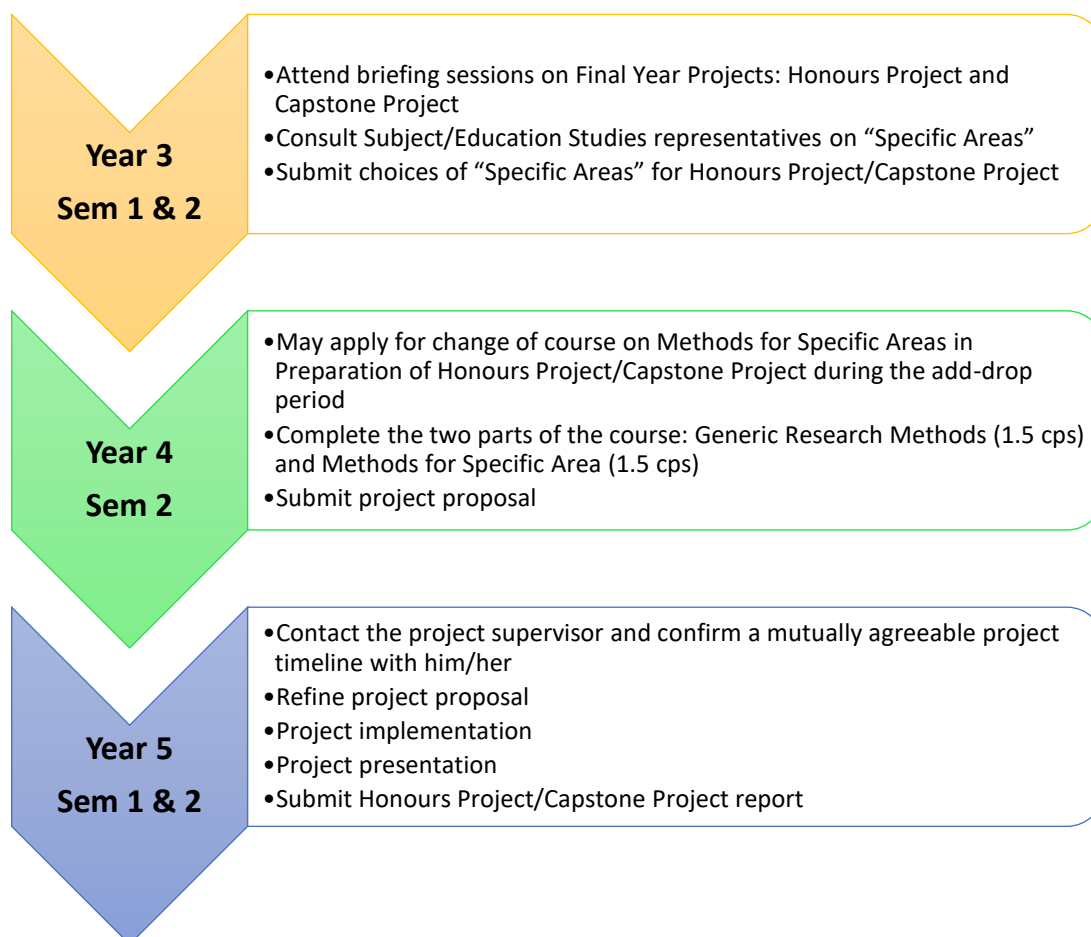 Year 3
Sem 1 & 2
•Attend briefing sessions on Final Year Projects: Honours Project and
Capstone Project
•Consult Subject/Education Studies representatives on “Specific Areas”
•Submit choices of “Specific Areas” for Honours Project/Capstone Project
Year 4
Sem 2
•May apply for change of course on Methods for Specific Areas in
Preparation of Honours Project/Capstone Project during the add-drop
period
•Complete the two parts of the course: Generic Research Methods (1.5 cps)
and Methods for Specific Area (1.5 cps)
•Submit project proposal
Year 5
Sem 1 & 2
•Contact the project supervisor and confirm a mutually agreeable project
timeline with him/her
•Refine project proposal
•Project implementation
•Project presentation
•Submit Honours Project/Capstone Project report